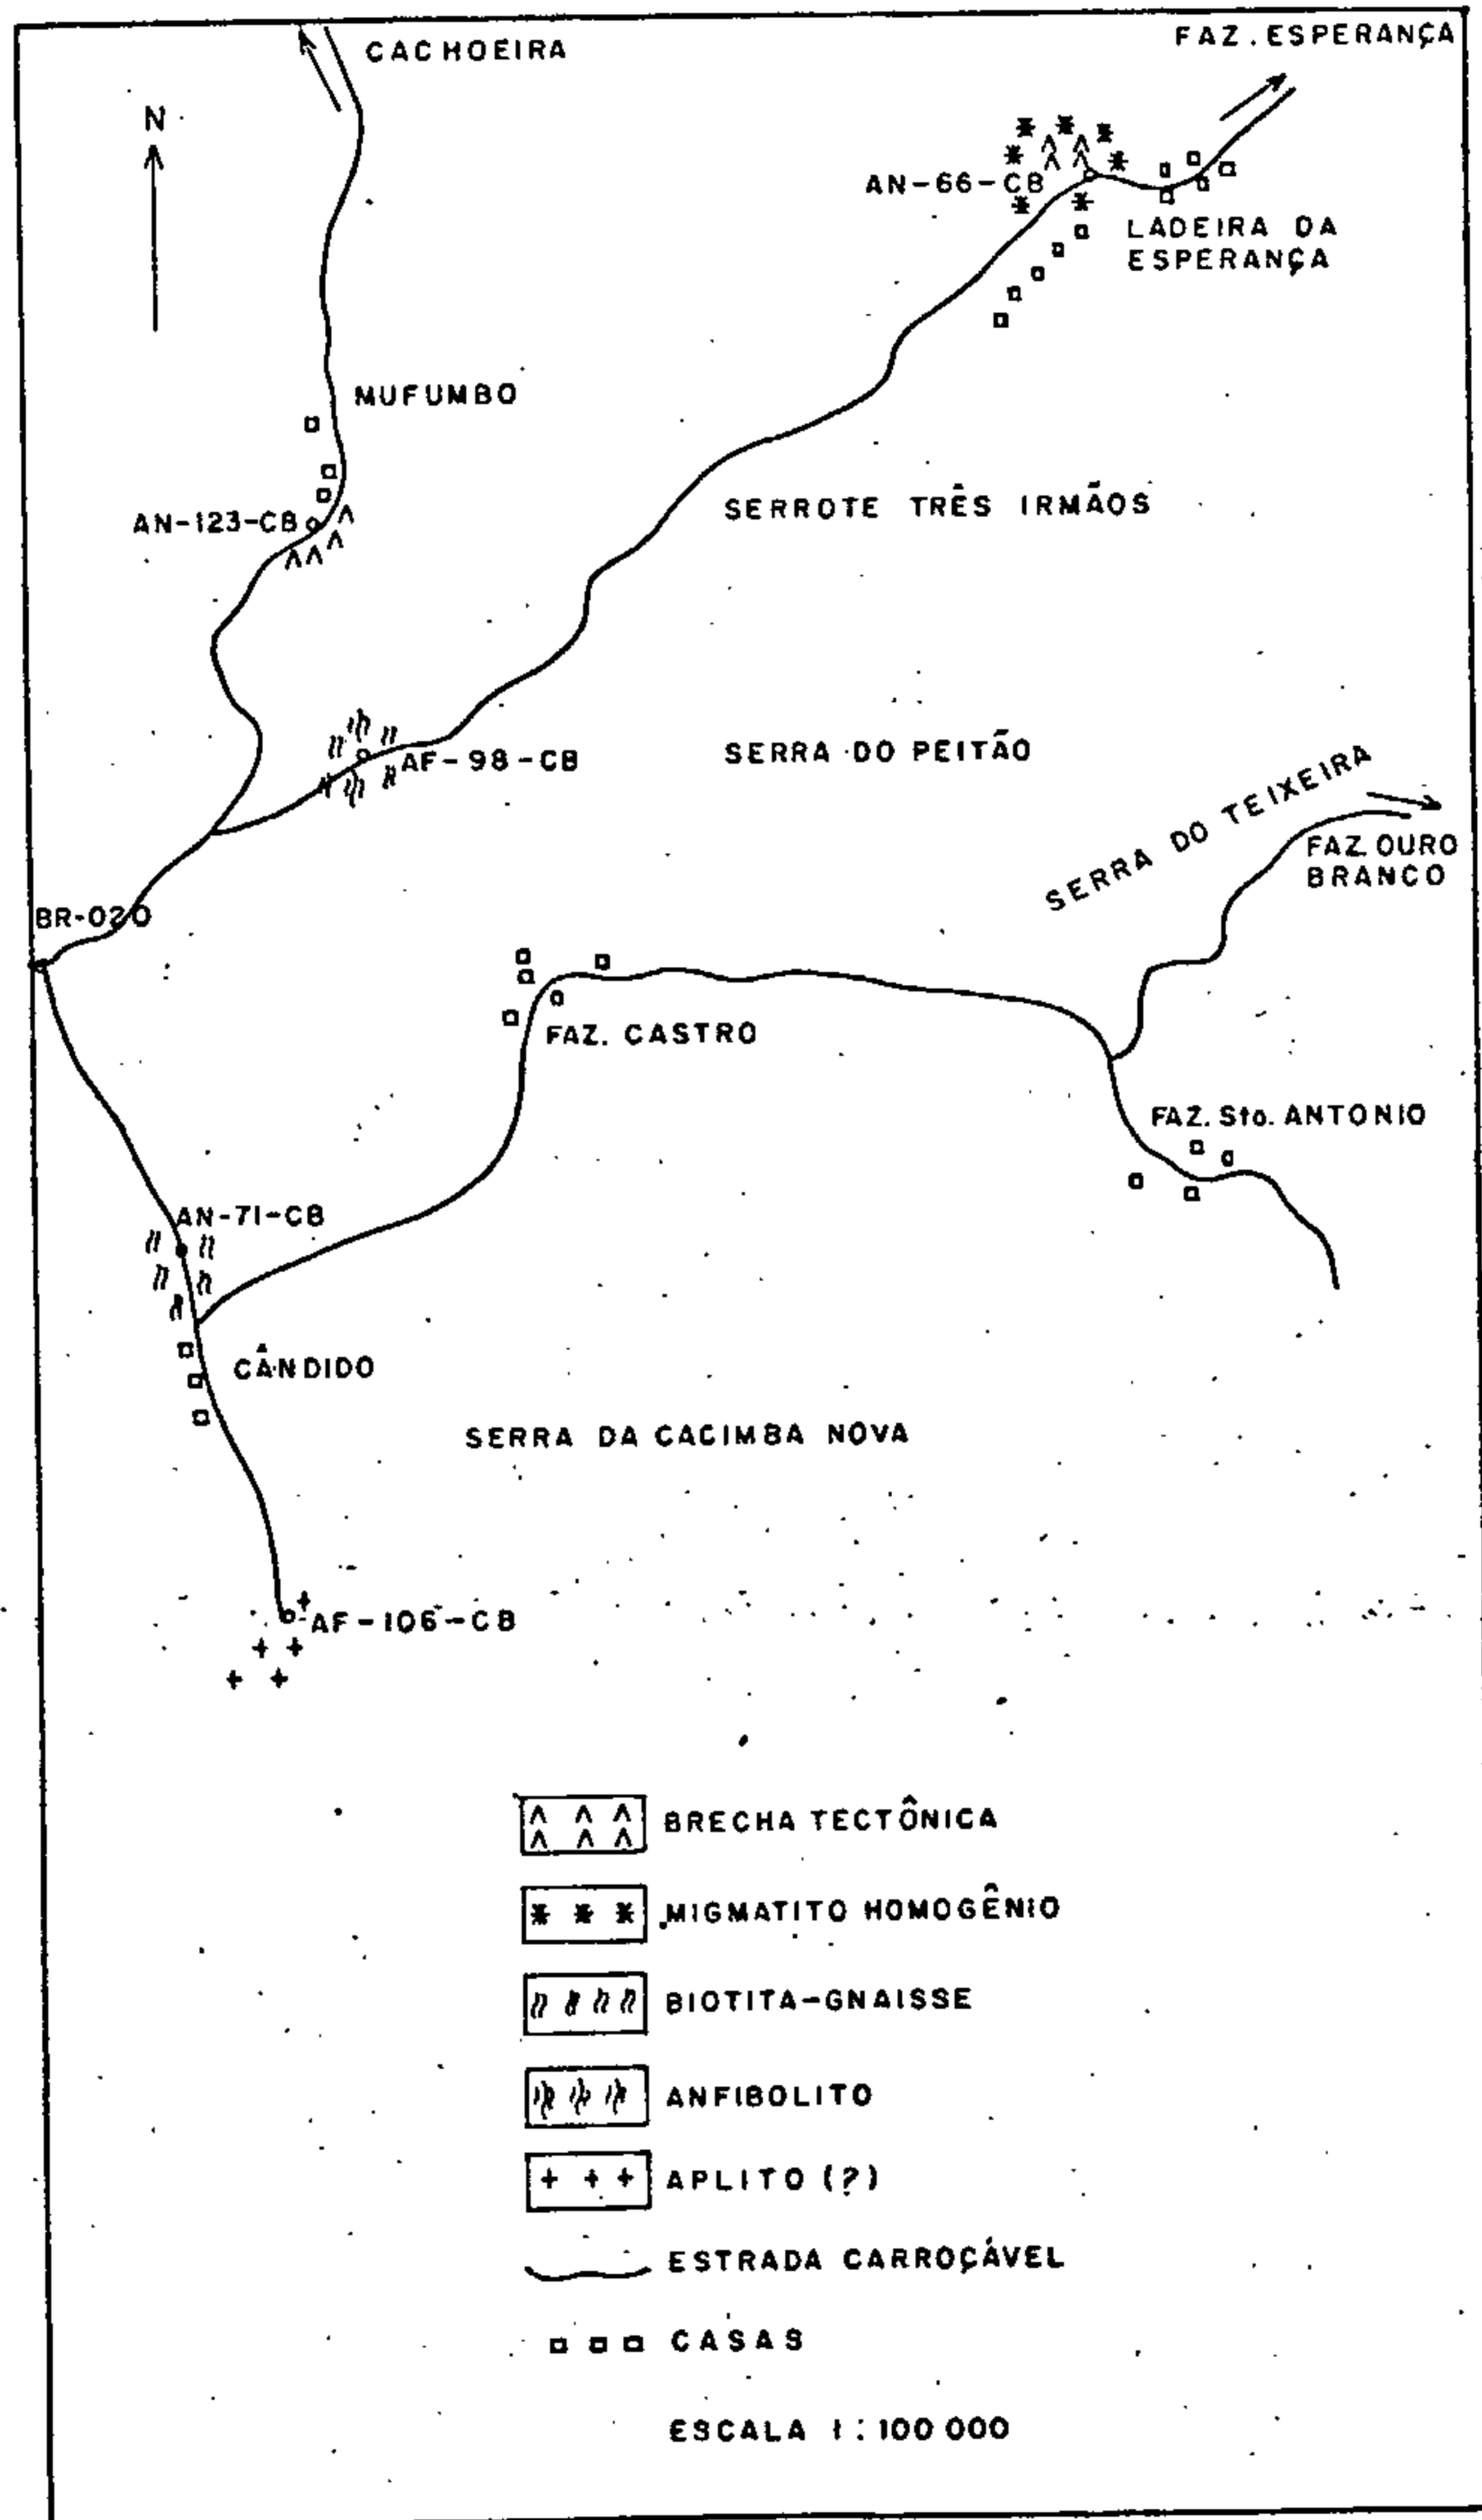 CACHOEIRA
FAZ. ESPERANÇA
N
AN-66-CB
LADEIRA DA
ESPERANÇA
MUFUMBO
SERROTE TRÊS IRMÃOS
AN-123-CB
SERRA DO PEITÃO
AF-98-CB
SERRA DO TEIXEIRA
FAZ OURO
BRANCO
BR-020
FAZ. CASTRO
FAZ. Sto. ANTONIO
AN-71-CB
CÂNDIDO
SERRA DA CACIMBA NOVA
AF-106-CB
BRECHA TECTÔNICA
MIGMATITO HOMOGÊNIO
BIOTITA-GNAISSE
ANFIBOLITO
APLITO (?)
ESTRADA CARROÇÁVEL
CASAS
ESCALA 1:100 000